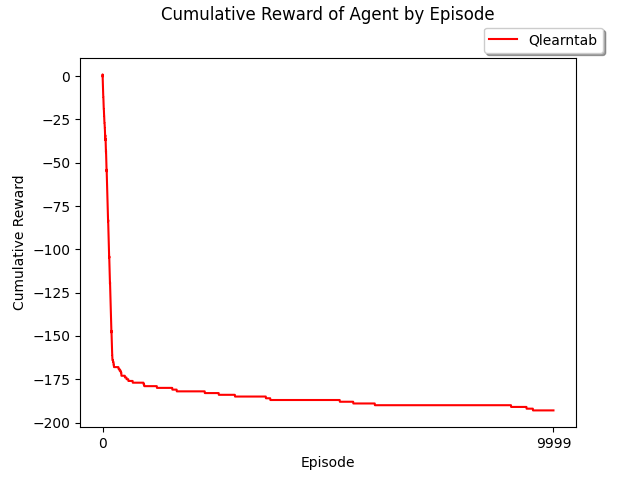 Cumulative Reward of Agent by Episode
Qlearntab
0
−25
−50
−75
−100
−125
−150
−175
−200
Cumulative Reward
0 9999
Episode